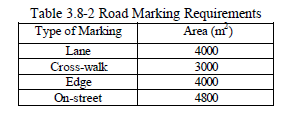 Table 3.8-2 Road Marking Requirements
Type of Marking Area (m²)
Lane 4000
Cross-walk 3000
Edge 4000
On-street 4800